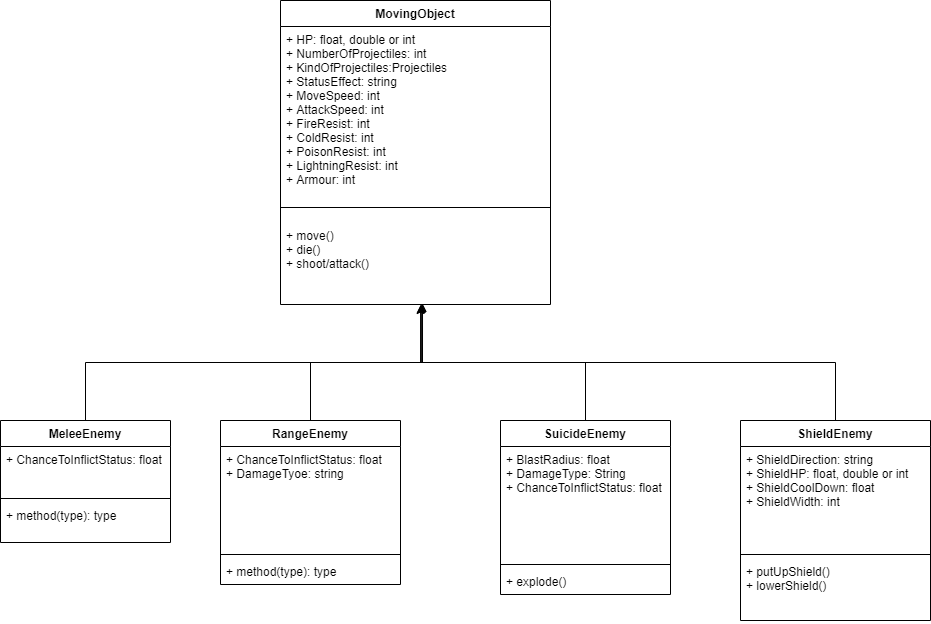 MovingObject
+ HP: float, double or int
+ NumberOfProjectiles: int
+ KindOfProjectiles:Projectiles
+ StatusEffect: string
+ MoveSpeed: int
+ AttackSpeed: int
+ FireResist: int
+ ColdResist: int
+ PoisonResist: int
+ LightningResist: int
+ Armour: int
+ move()
+ die()
+ shoot/attack()
MeleeEnemy
+ ChanceToInflictStatus: float
+ method(type): type
RangeEnemy
+ ChanceToInflictStatus: float
+ DamageTyoe: string
+ method(type): type
SuicideEnemy
+ BlastRadius: float
+ DamageType: String
+ ChanceToInflictStatus: float
+ explode()
ShieldEnemy
+ ShieldDirection: string
+ ShieldHP: float, double or int
+ ShieldCoolDown: float
+ ShieldWidth: int
+ putUpShield()
+ lowerShield()